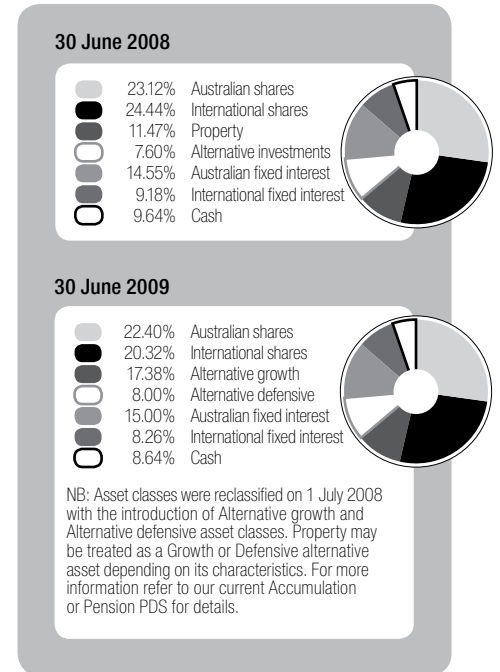 30 June 2008
23.12% Australian shares
24.44% International shares
11.47% Property
7.60% Alternative investments
14.55% Australian fixed interest
9.18% International fixed interest
9.64% Cash
30 June 2009
22.40% Australian shares
20.32% International shares
17.38% Alternative growth
8.00% Alternative defensive
15.00% Australian fixed interest
8.26% International fixed interest
8.64% Cash
NB: Asset classes were reclassified on 1 July 2008
with the introduction of Alternative growth and
Alternative defensive asset classes. Property may
be treated as a Growth or Defensive alternative
asset depending on its characteristics. For more
information refer to our current Accumulation
or Pension PDS for details.